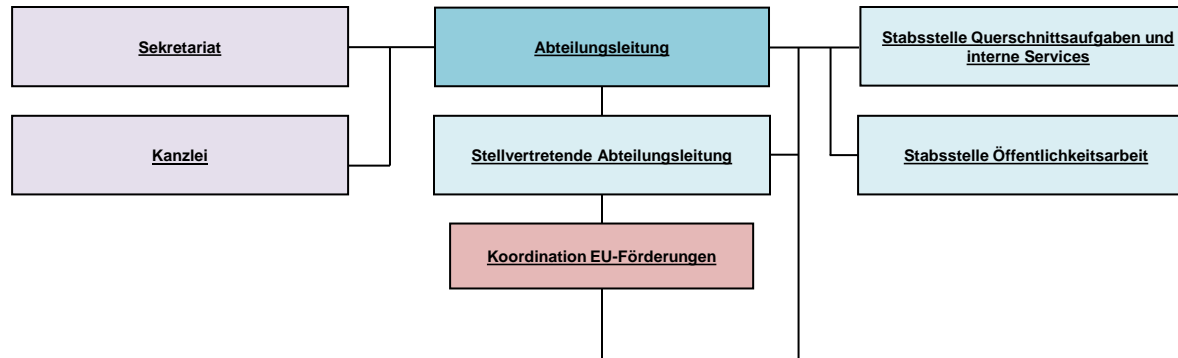 Sekretariat
Abteilungsleitung
Stabsstelle Querschnittsaufgaben und
interne Services
Kanzlei
Stellvertretende Abteilungsleitung
Stabsstelle Öffentlichkeitsarbeit
Koordination EU-Förderungen